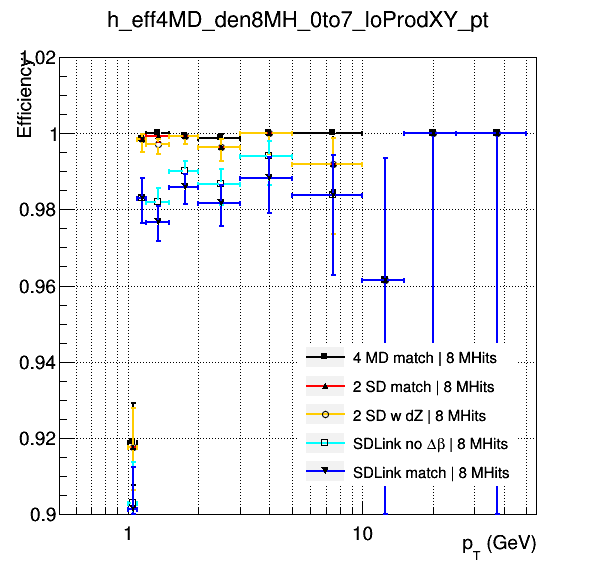 h_eff4MD_den8MH_0to7_loProdXY_pt
Efficiency
1.02
1
0.98
0.96
0.94
0.92
0.9
4 MD match | 8 MHits
2 SD match | 8 MHits
2 SD w dZ | 8 MHits
SDLink no Δβ | 8 MHits
SDLink match | 8 MHits
1
10
p_T (GeV)